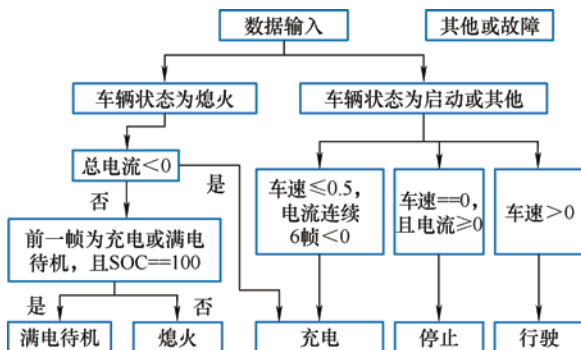 数据输入
其他或故障
车辆状态为熄火
车辆状态为启动或其他
总电流<0
是
否
车速≤0.5，
电流连续
6帧<0
车速==0，
且电流≥0
车速>0
前一帧为充电或满电
待机，且SOC==100
是
否
满电待机
熄火
充电
停止
行驶